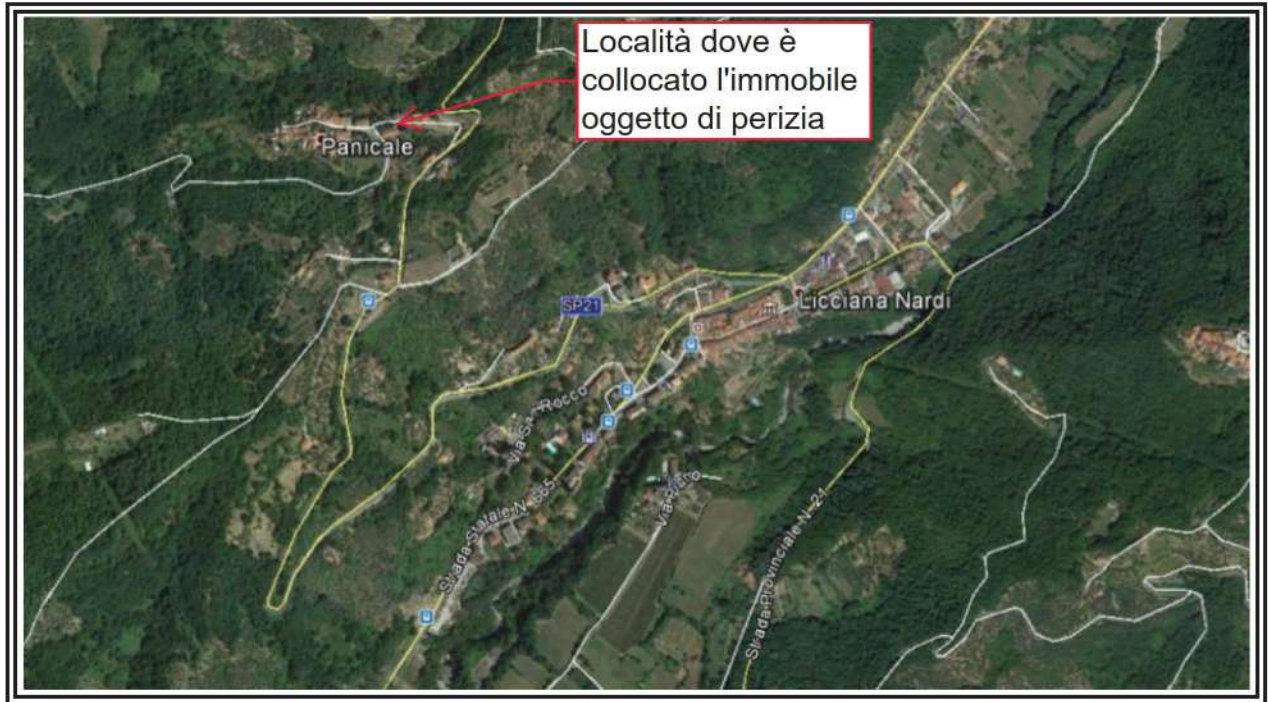 Località dove è
collocato l'immobile
oggetto di perizia
Panicale
Licciana Nardi
SP21
Via San Rocco
Strada Statale N. 665
Via Piano
Strada Provinciale N. 21